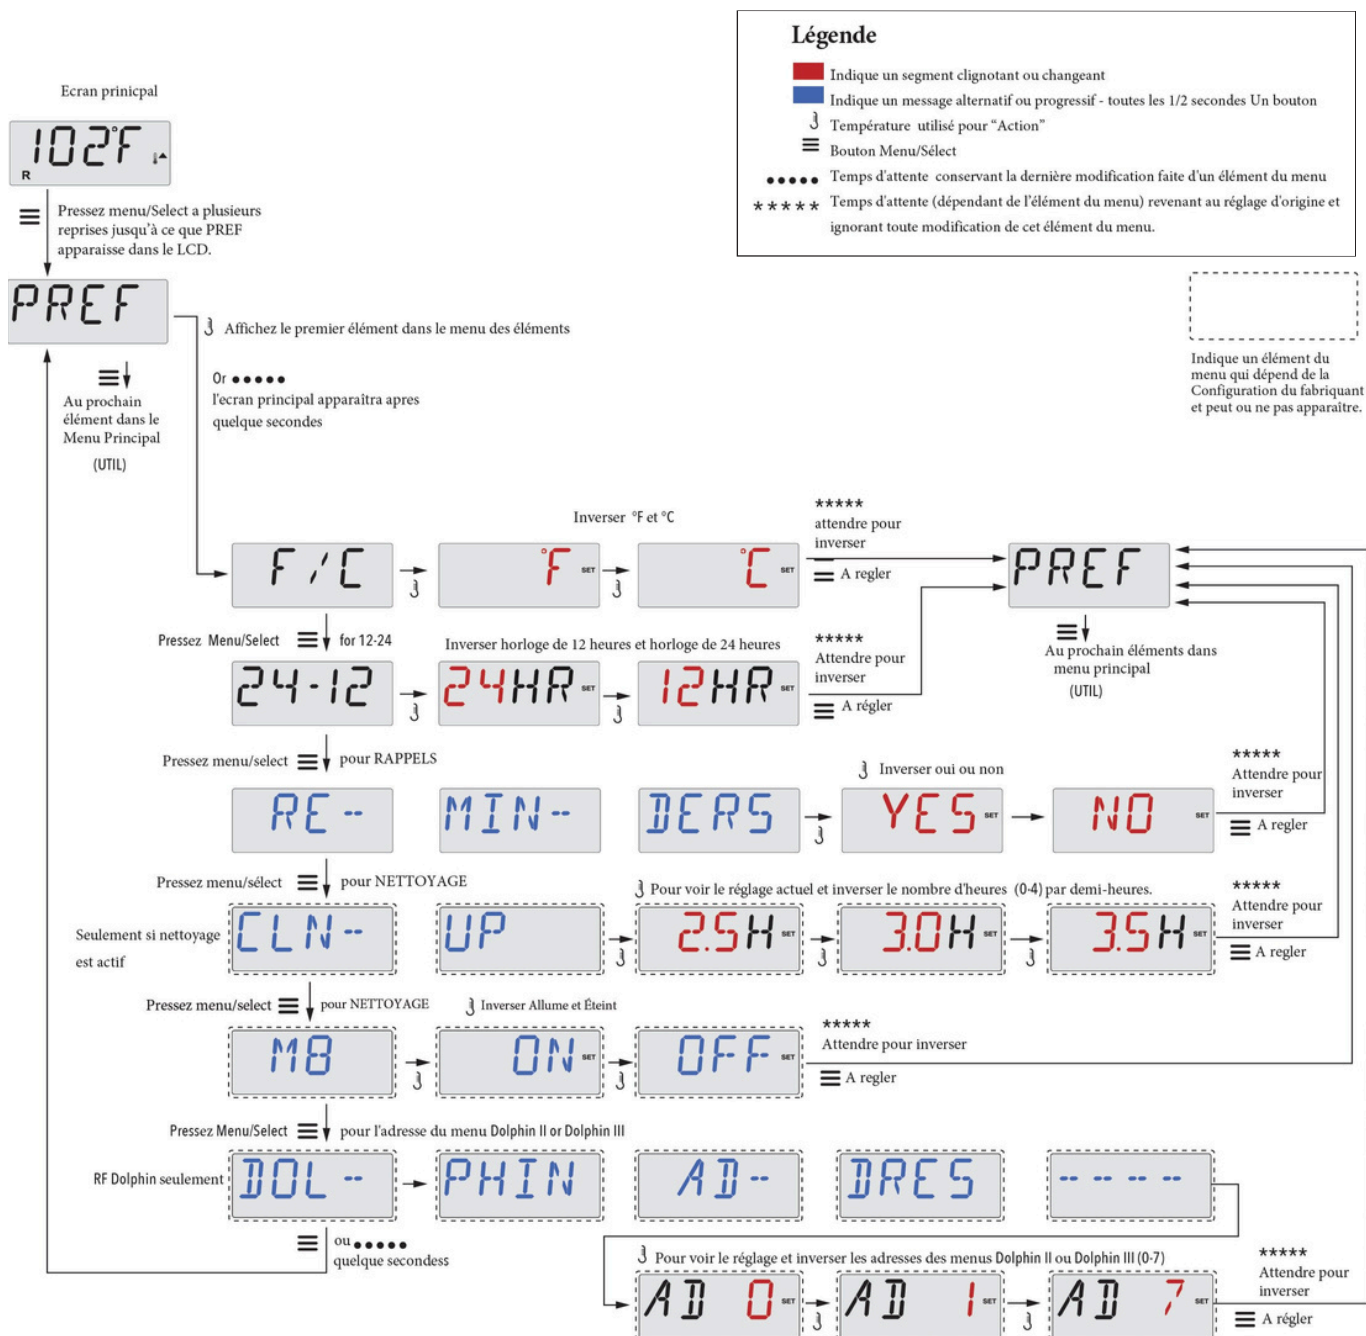 Légende
Indique un segment clignotant ou changeant
Indique un message alternatif ou progressif - toutes les 1/2 secondes Un bouton
Température utilisé pour “Action”
Bouton Menu/Sélect
••••• Temps d'attente conservant la dernière modification faite d'un élément du menu
***** Temps d'attente (dépendant de l'élément du menu) revenant au réglage d'origine et
ignorant toute modification de cet élément du menu.
Ecran prinicpal
102°F
R
Pressez menu/Select a plusieurs
reprises jusqu'à ce que PREF
apparaisse dans le LCD.
PREF
Au prochain
élément dans le
Menu Principal
(UTIL)
Affichez le premier élément dans le menu des éléments
Or •••••
l'ecran principal apparaîtra apres
quelque secondes
Indique un élément du
menu qui dépend de la
Configuration du fabriquant
et peut ou ne pas apparaître.
Inverser °F et °C
F/C
°F SET
°C SET
*****
attendre pour
inverser
A regler
PREF
Au prochain éléments dans
menu principal
(UTIL)
Pressez Menu/Select for 12-24
Inverser horloge de 12 heures et horloge de 24 heures
24-12
24HR SET
12HR SET
*****
Attendre pour
inverser
A régler
Pressez menu/select pour RAPPELS
Inverser oui ou non
RE--
MIN--
DERS
YES SET
NO SET
*****
Attendre pour
inverser
A regler
Pressez menu/sélect pour NETTOYAGE
Pour voir le réglage actuel et inverser le nombre d'heures (0-4) par demi-heures.
Seulement si nettoyage
est actif
CLN--
UP
2.5H SET
3.0H SET
3.5H SET
*****
Attendre pour
inverser
A regler
Pressez menu/select pour NETTOYAGE
Inverser Allume et Éteint
M8
ON SET
OFF SET
*****
Attendre pour inverser
A regler
Pressez Menu/Select pour l'adresse du menu Dolphin II or Dolphin III
RF Dolphin seulement
DOL--
PHIN
AD--
DRES
-- -- -- --
ou •••••
quelque secondess
Pour voir le réglage et inverser les adresses des menus Dolphin II ou Dolphin III (0-7)
AD 0 SET
AD 1 SET
AD 7 SET
*****
Attendre pour
inverser
A régler